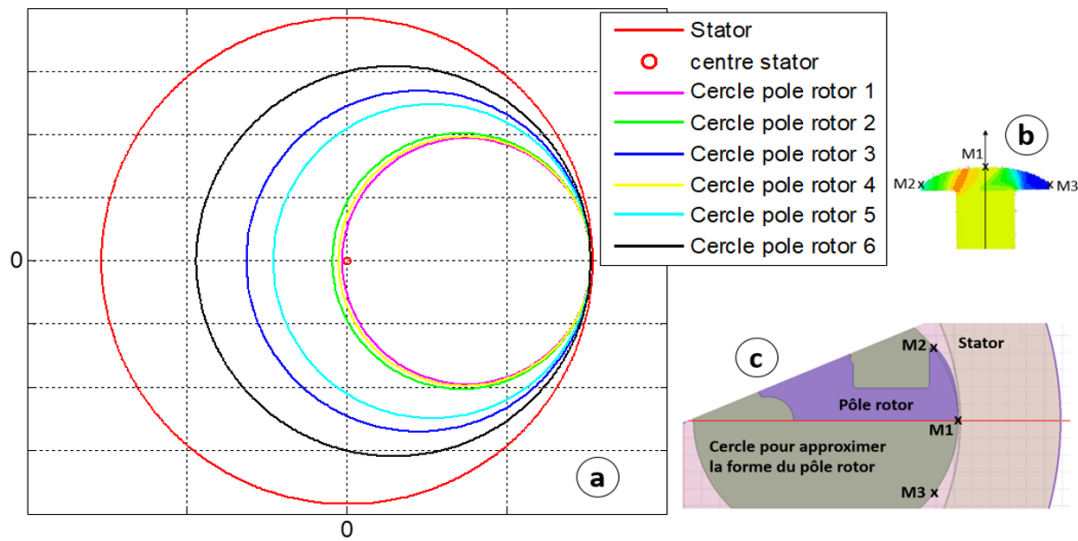 Stator
centre stator
Cercle pole rotor 1
Cercle pole rotor 2
Cercle pole rotor 3
Cercle pole rotor 4
Cercle pole rotor 5
Cercle pole rotor 6
0
0
a
b
M1
M2
M3
c
M2
Stator
Pôle rotor
M1
Cercle pour approximer
la forme du pôle rotor
M3